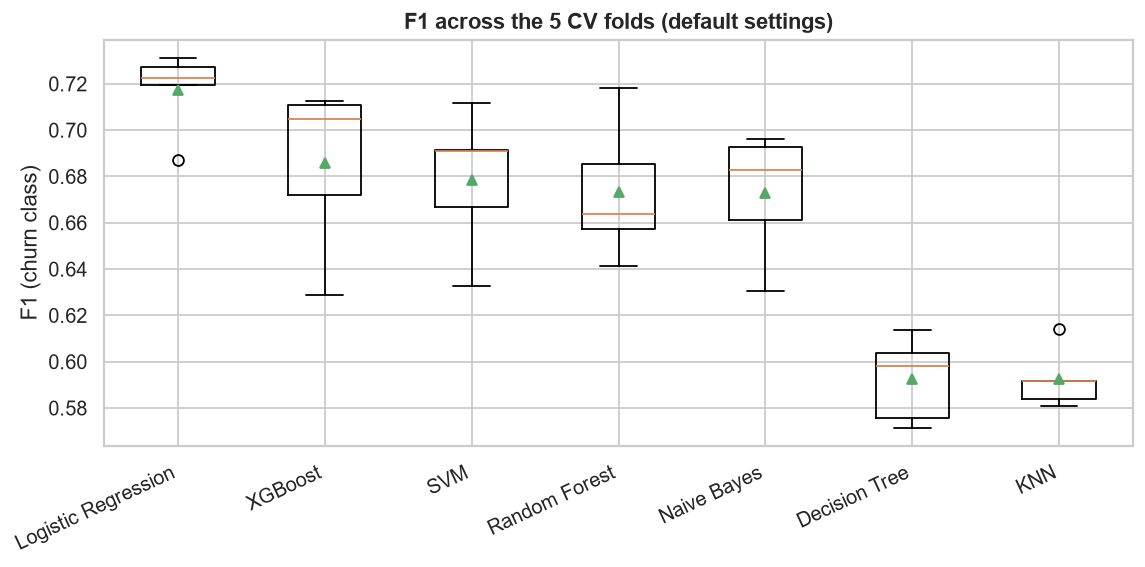 F1 across the 5 CV folds (default settings)
F1 (churn class)
0.72
0.70
0.68
0.66
0.64
0.62
0.60
0.58
Logistic Regression
XGBoost
SVM
Random Forest
Naive Bayes
Decision Tree
KNN